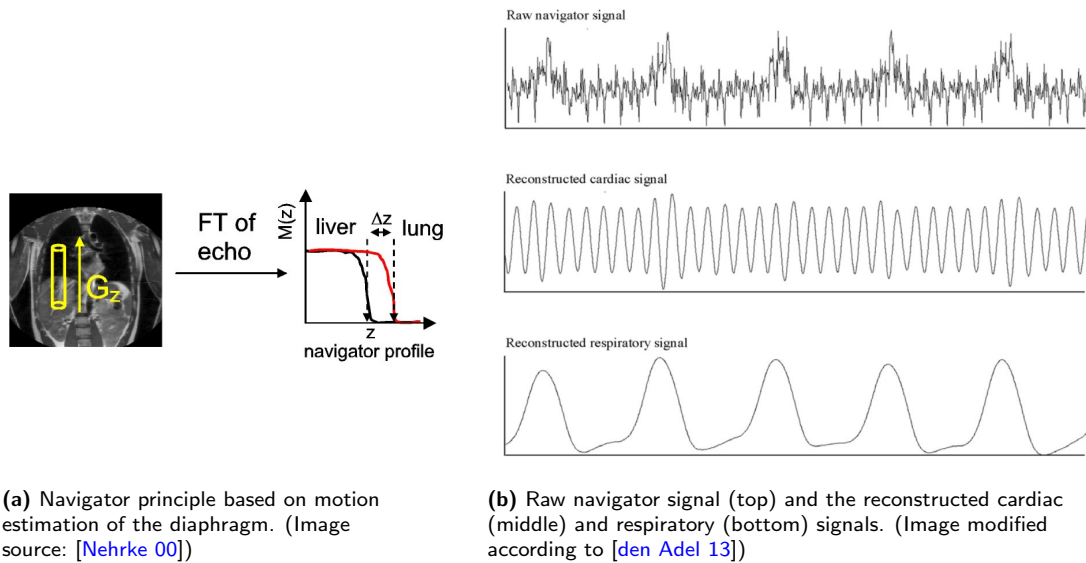 FT of
echo
G_z
M(z)
liver
Δz
lung
z
navigator profile
Raw navigator signal
Reconstructed cardiac signal
Reconstructed respiratory signal
(a) Navigator principle based on motion
estimation of the diaphragm. (Image
source: [Nehrke 00])
(b) Raw navigator signal (top) and the reconstructed cardiac
(middle) and respiratory (bottom) signals. (Image modified
according to [den Adel 13])